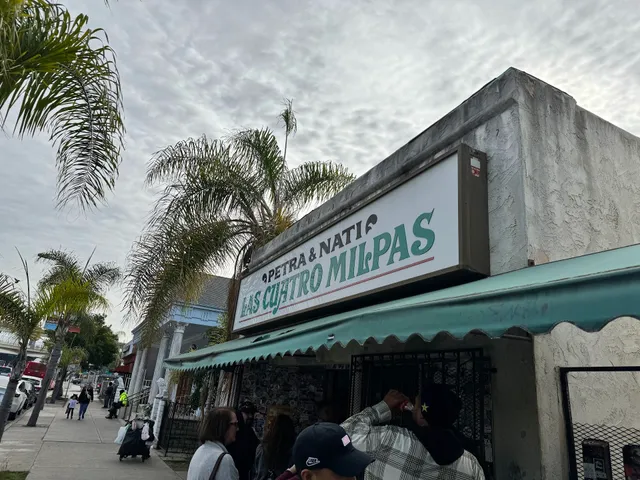 PETRA & NATI
LAS CUATRO MILPAS